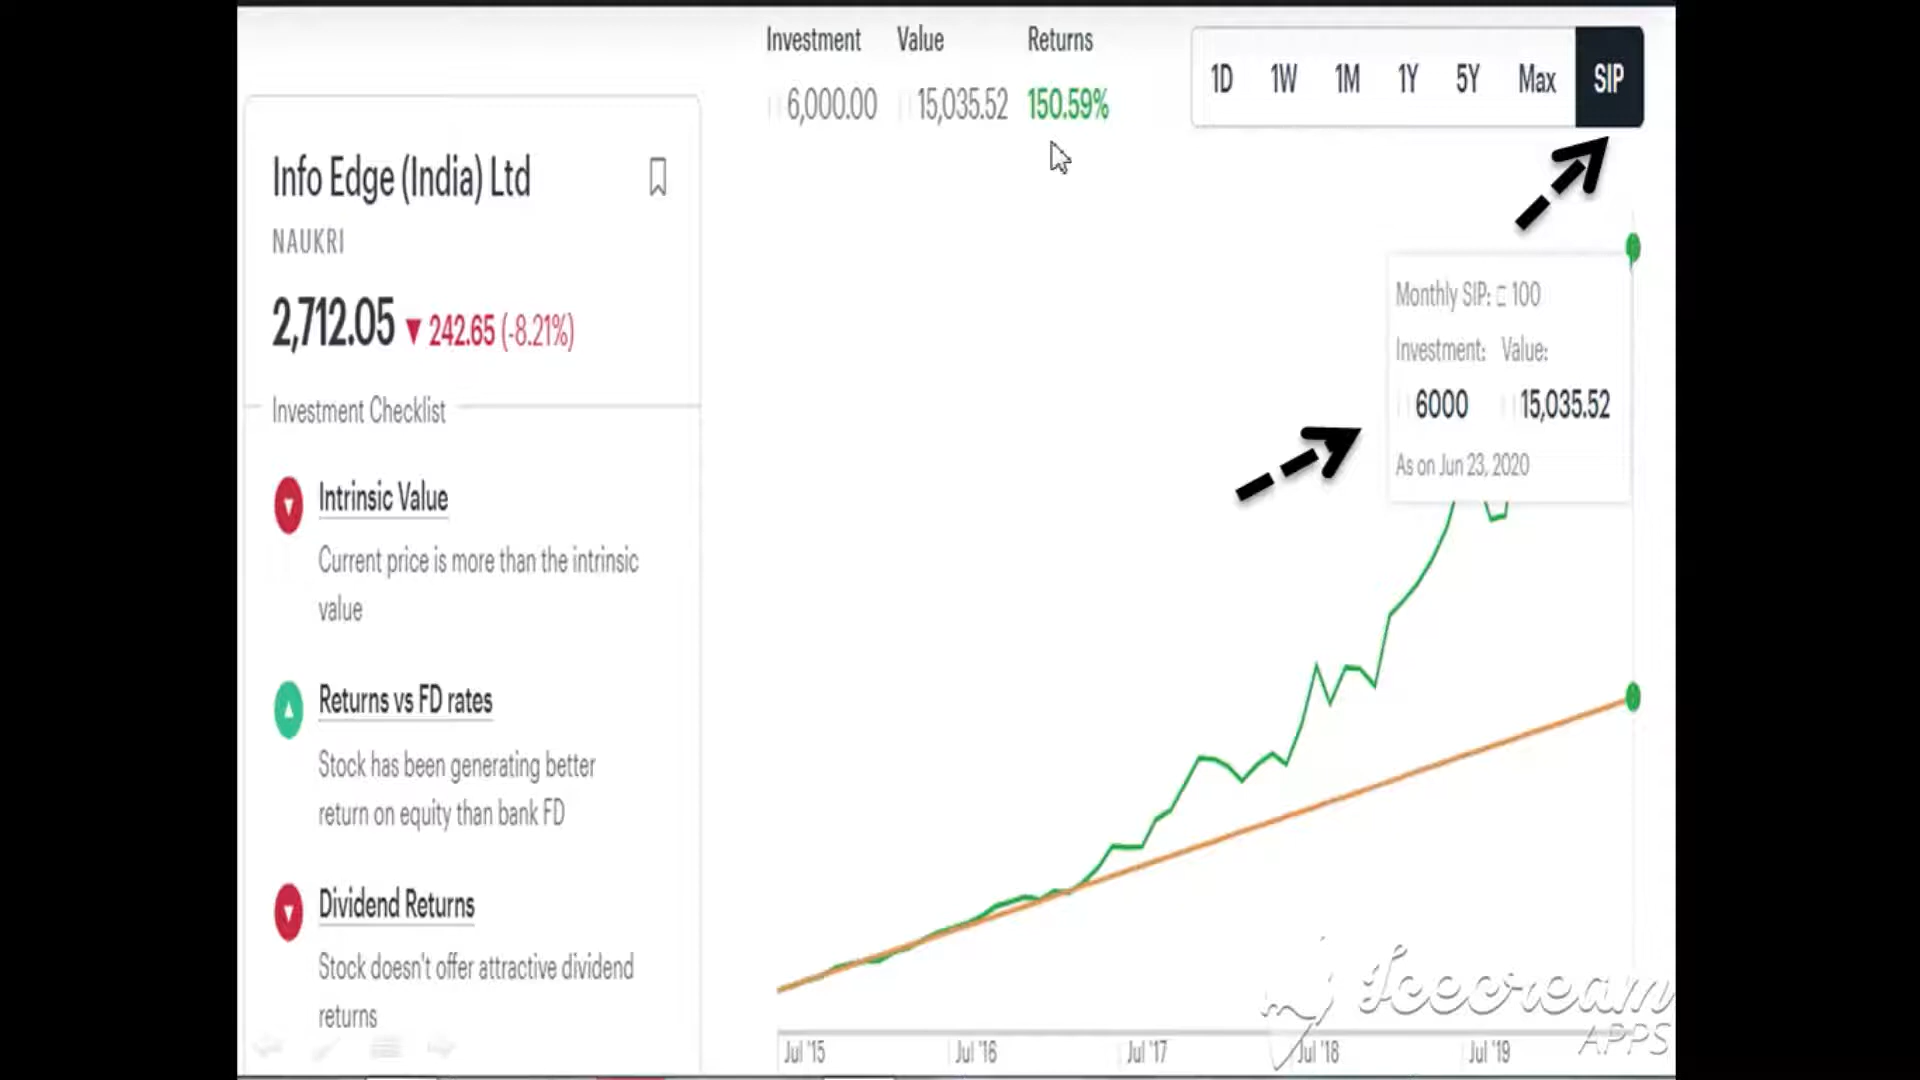 Investment Value Returns
6,000.00 15,035.52 150.59%
1D 1W 1M 1Y 5Y Max SIP
Info Edge (India) Ltd
NAUKRI
2,712.05 ▼ 242.65 (-8.21%)
Investment Checklist
Intrinsic Value
Current price is more than the intrinsic
value
Returns vs FD rates
Stock has been generating better
return on equity than bank FD
Dividend Returns
Stock doesn't offer attractive dividend
returns
Monthly SIP: 100
Investment: Value:
6000 15,035.52
As on Jun 23, 2020
Jul '15 Jul '16 Jul '17 Jul '18 Jul '19
Icecream
APPS